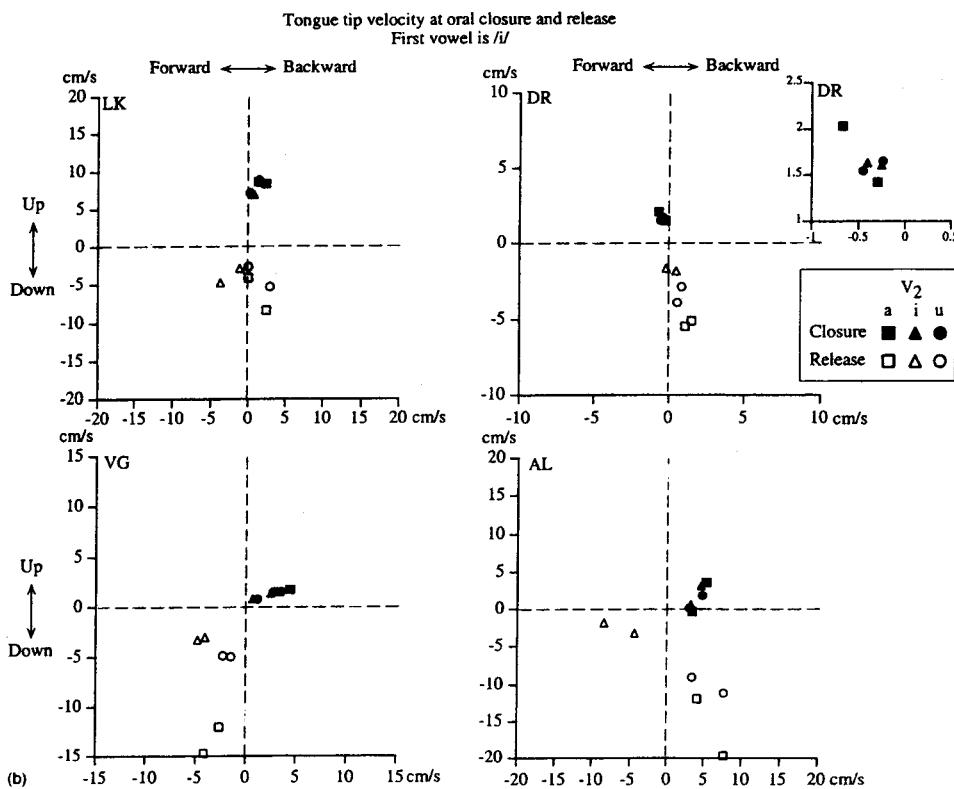 Tongue tip velocity at oral closure and release
First vowel is /i/
Forward Backward
Forward Backward
cm/s
20
LK
15
10
5
0
-5
-10
-15
-20
-20 -15 -10 -5 0 5 10 15 20 cm/s
Up
Down
cm/s
10
DR
5
0
-5
-10
-10 -5 0 5 10 cm/s
2.5
DR
2
1.5
1
-1 -0.5 0 0.5
V2
a i u
Closure
Release
cm/s
15
VG
10
5
0
-5
-10
-15
-15 -10 -5 0 5 10 15 cm/s
Up
Down
cm/s
20
AL
15
10
5
0
-5
-10
-15
-20
-20 -15 -10 -5 0 5 10 15 20 cm/s
(b)